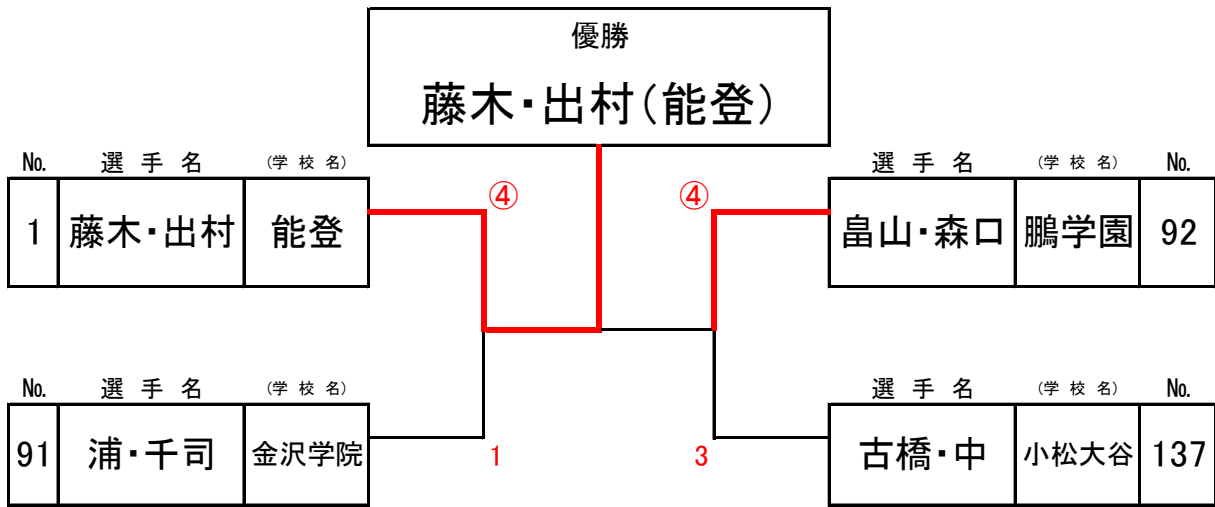 優勝
藤木・出村(能登)
No. 選手名 (学校名)
1 藤木・出村 能登
④
④
選手名 (学校名) No.
畠山・森口 鵬学園 92
No. 選手名 (学校名)
91 浦・千司 金沢学院
1
3
選手名 (学校名) No.
古橋・中 小松大谷 137